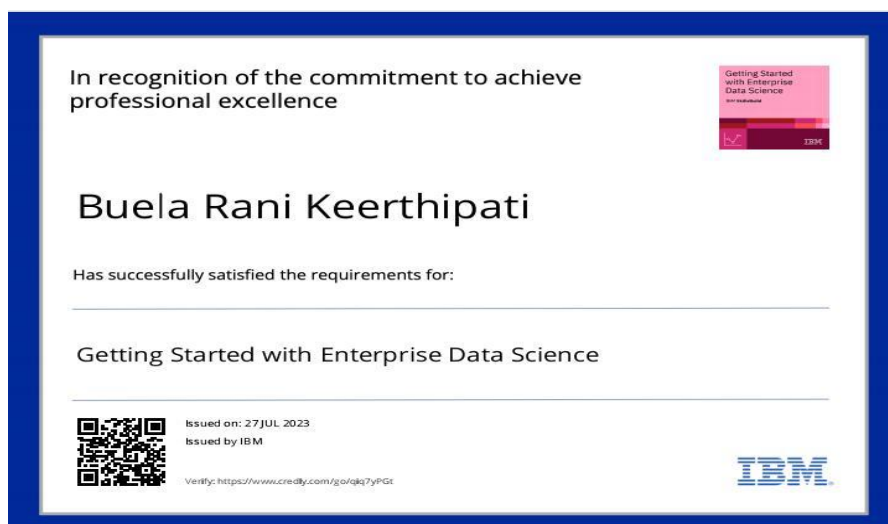 In recognition of the commitment to achieve
professional excellence
Getting Started
with Enterprise
Data Science
IBM
Buela Rani Keerthipati
Has successfully satisfied the requirements for:
Getting Started with Enterprise Data Science
Issued on: 27 JUL 2023
Issued by IBM
Verify: https://www.credly.com/go/qiq7yPGt
IBM